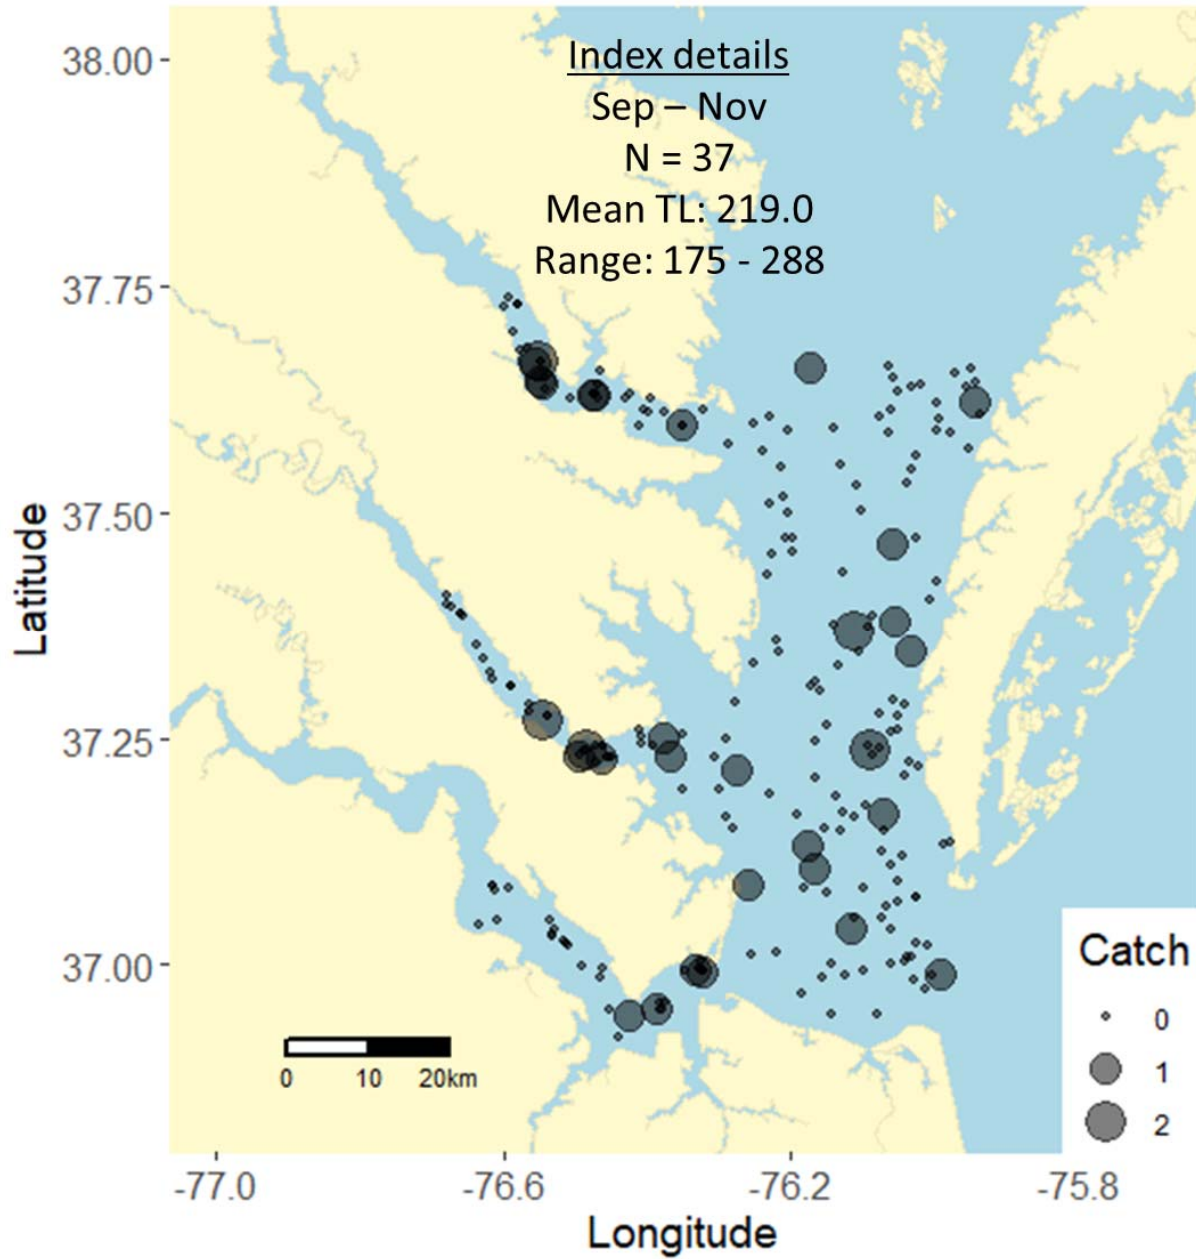 Index details
Sep – Nov
N = 37
Mean TL: 219.0
Range: 175 - 288
38.00
37.75
37.50
37.25
37.00
Latitude
0 10 20km
Catch
0
1
2
-77.0 -76.6 -76.2 -75.8
Longitude